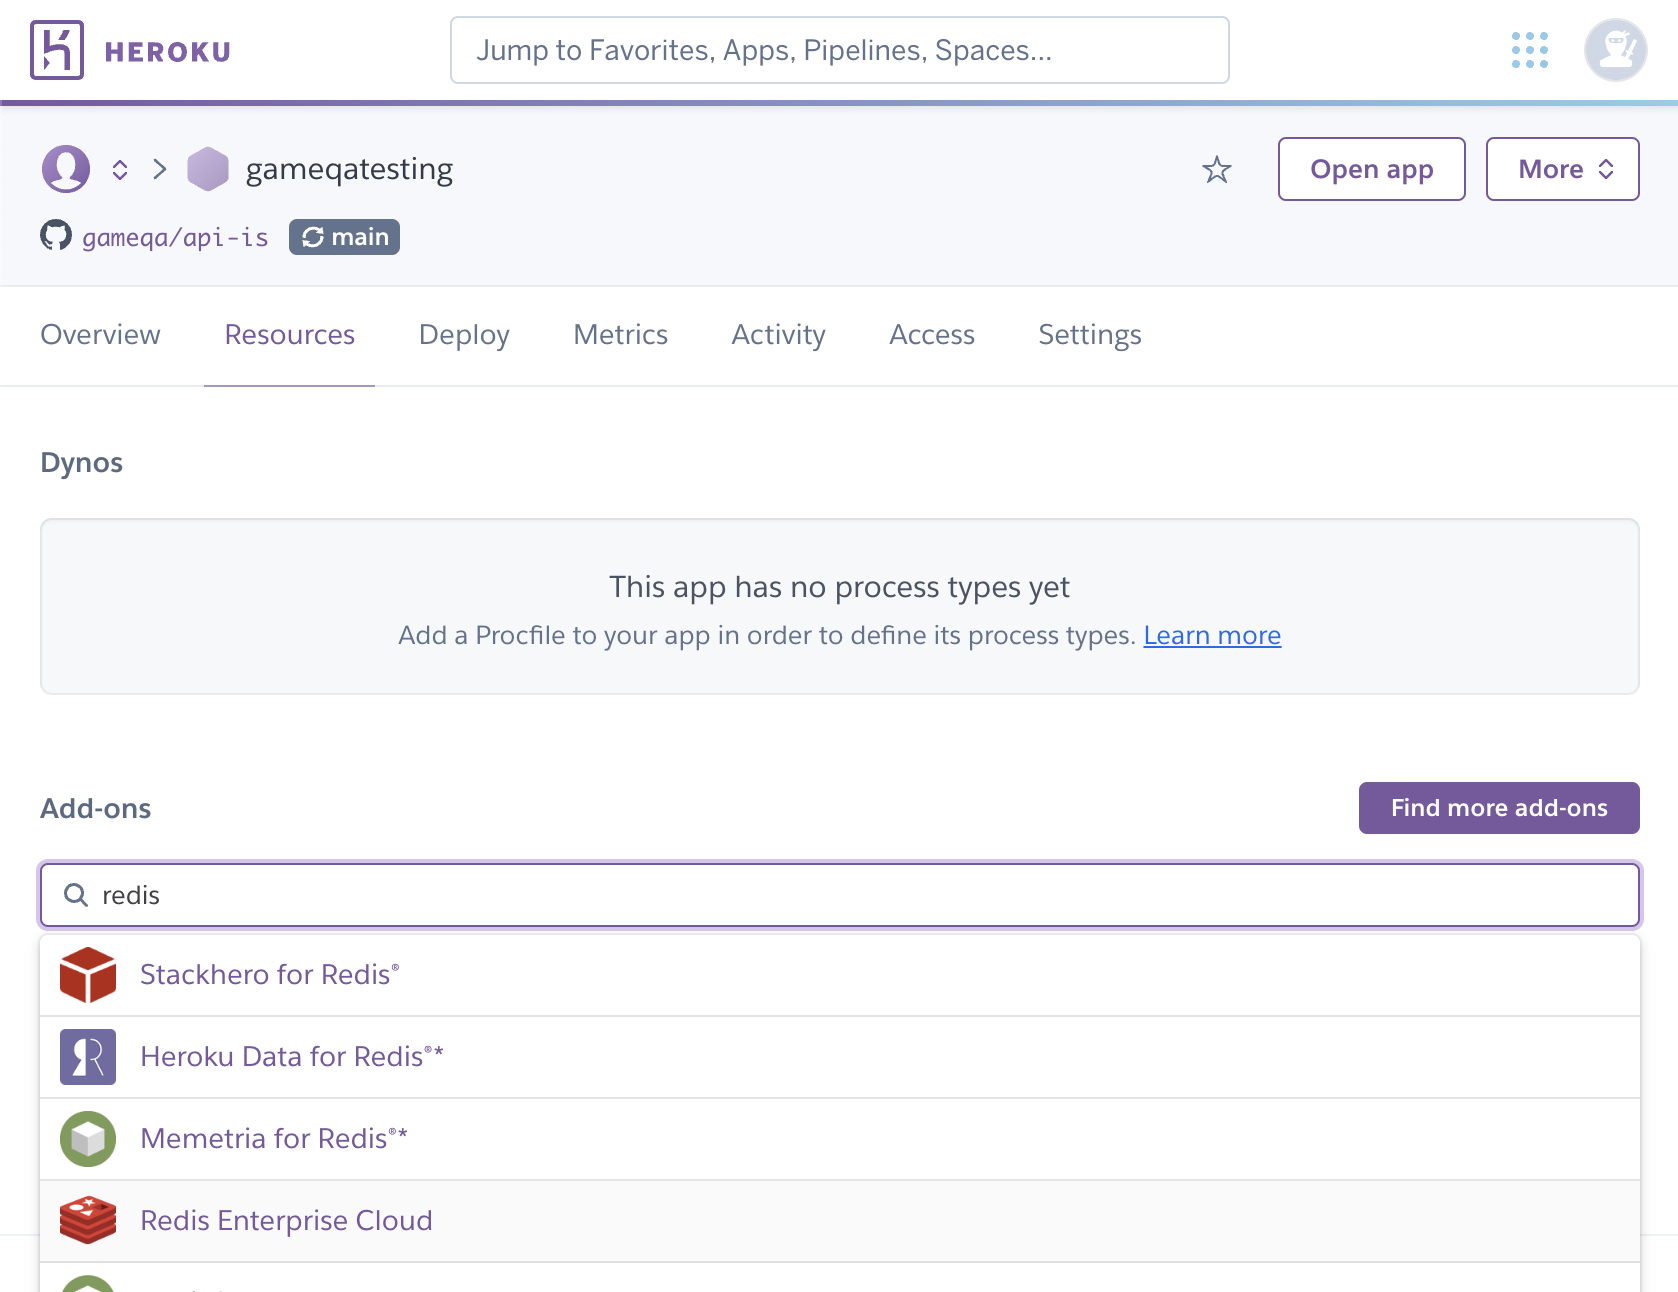 HEROKU
Jump to Favorites, Apps, Pipelines, Spaces...
gameqatesting
Open app
More
gameqa/api-is
main
Overview Resources Deploy Metrics Activity Access Settings
Dynos
This app has no process types yet
Add a Procfile to your app in order to define its process types. Learn more
Add-ons
Find more add-ons
redis
Stackhero for Redis®
Heroku Data for Redis®*
Memetria for Redis®*
Redis Enterprise Cloud